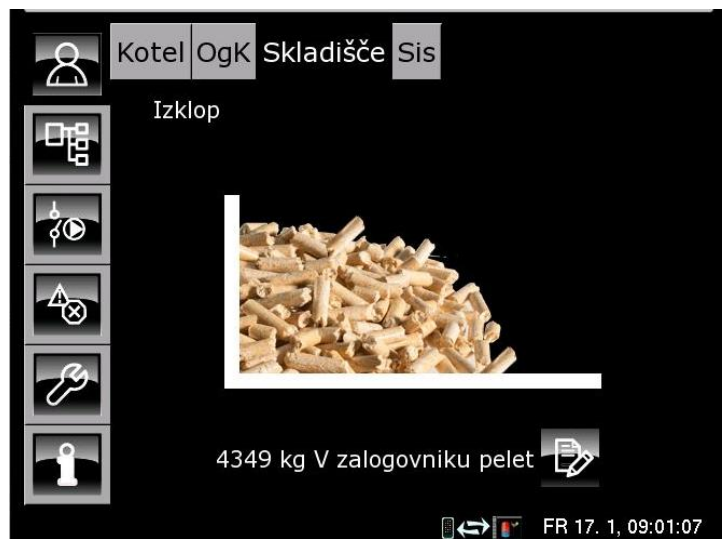 Kotel OgK Skladišče Sis
Izklop
4349 kg V zalogovniku pelet
FR 17. 1, 09:01:07